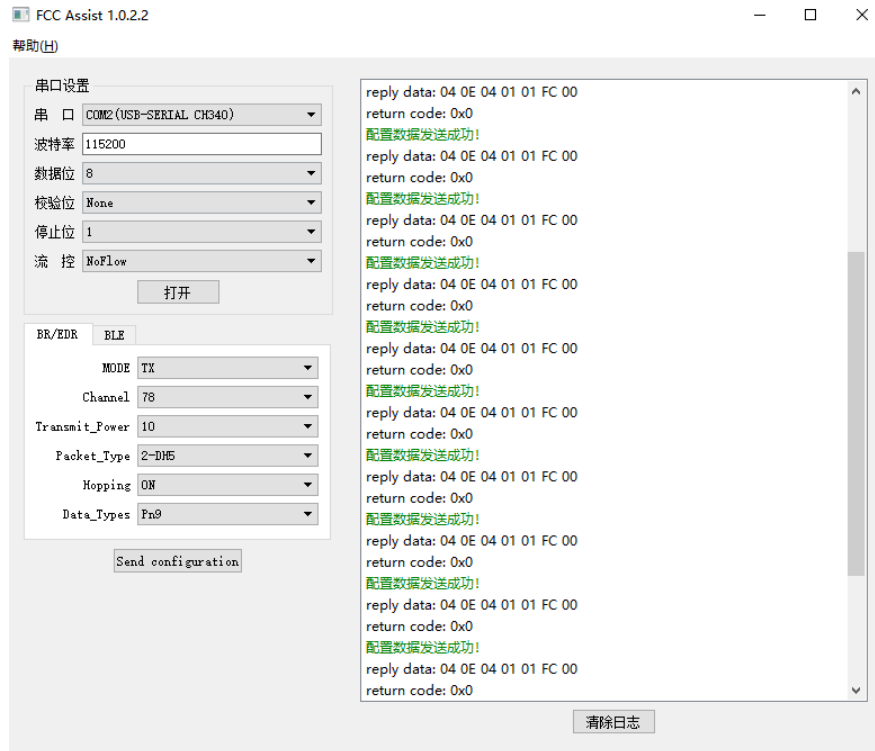 FCC Assist 1.0.2.2
帮助(H)
串口设置
串 口 COM2(USB-SERIAL CH340)
波特率 115200
数据位 8
校验位 None
停止位 1
流 控 NoFlow
打开
BR/EDR BLE
MODE TX
Channel 78
Transmit_Power 10
Packet_Type 2-DH5
Hopping ON
Data_Types Pn9
Send configuration
reply data: 04 0E 04 01 01 FC 00
return code: 0x0
配置数据发送成功!
reply data: 04 0E 04 01 01 FC 00
return code: 0x0
配置数据发送成功!
reply data: 04 0E 04 01 01 FC 00
return code: 0x0
配置数据发送成功!
reply data: 04 0E 04 01 01 FC 00
return code: 0x0
配置数据发送成功!
reply data: 04 0E 04 01 01 FC 00
return code: 0x0
配置数据发送成功!
reply data: 04 0E 04 01 01 FC 00
return code: 0x0
配置数据发送成功!
reply data: 04 0E 04 01 01 FC 00
return code: 0x0
配置数据发送成功!
reply data: 04 0E 04 01 01 FC 00
return code: 0x0
配置数据发送成功!
reply data: 04 0E 04 01 01 FC 00
return code: 0x0
配置数据发送成功!
reply data: 04 0E 04 01 01 FC 00
return code: 0x0
清除日志